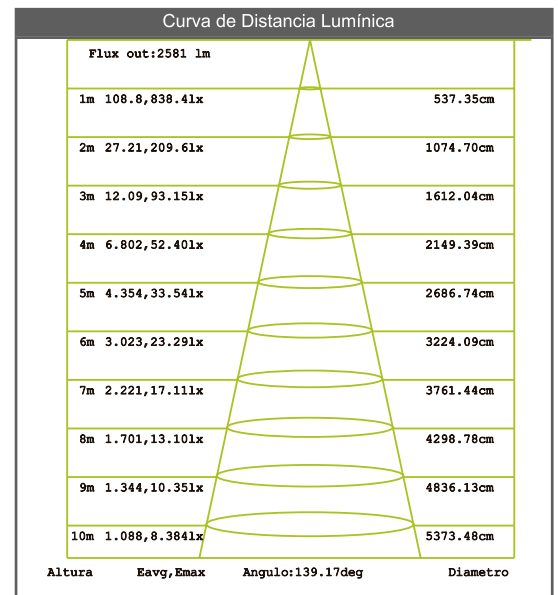 Curva de Distancia Lumínica
Flux out:2581 lm
1m 108.8,838.4lx 537.35cm
2m 27.21,209.6lx 1074.70cm
3m 12.09,93.15lx 1612.04cm
4m 6.802,52.40lx 2149.39cm
5m 4.354,33.54lx 2686.74cm
6m 3.023,23.29lx 3224.09cm
7m 2.221,17.11lx 3761.44cm
8m 1.701,13.10lx 4298.78cm
9m 1.344,10.35lx 4836.13cm
10m 1.088,8.384lx 5373.48cm
Altura Eavg,Emax Angulo:139.17deg Diametro